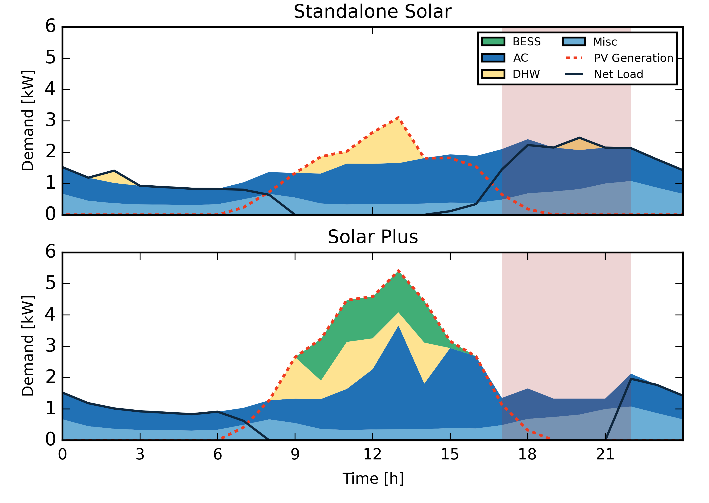 Standalone Solar
6
5
4
3
2
1
0
Demand [kW]
BESS
AC
DHW
Misc
PV Generation
Net Load
Solar Plus
6
5
4
3
2
1
0
Demand [kW]
0 3 6 9 12 15 18 21
Time [h]